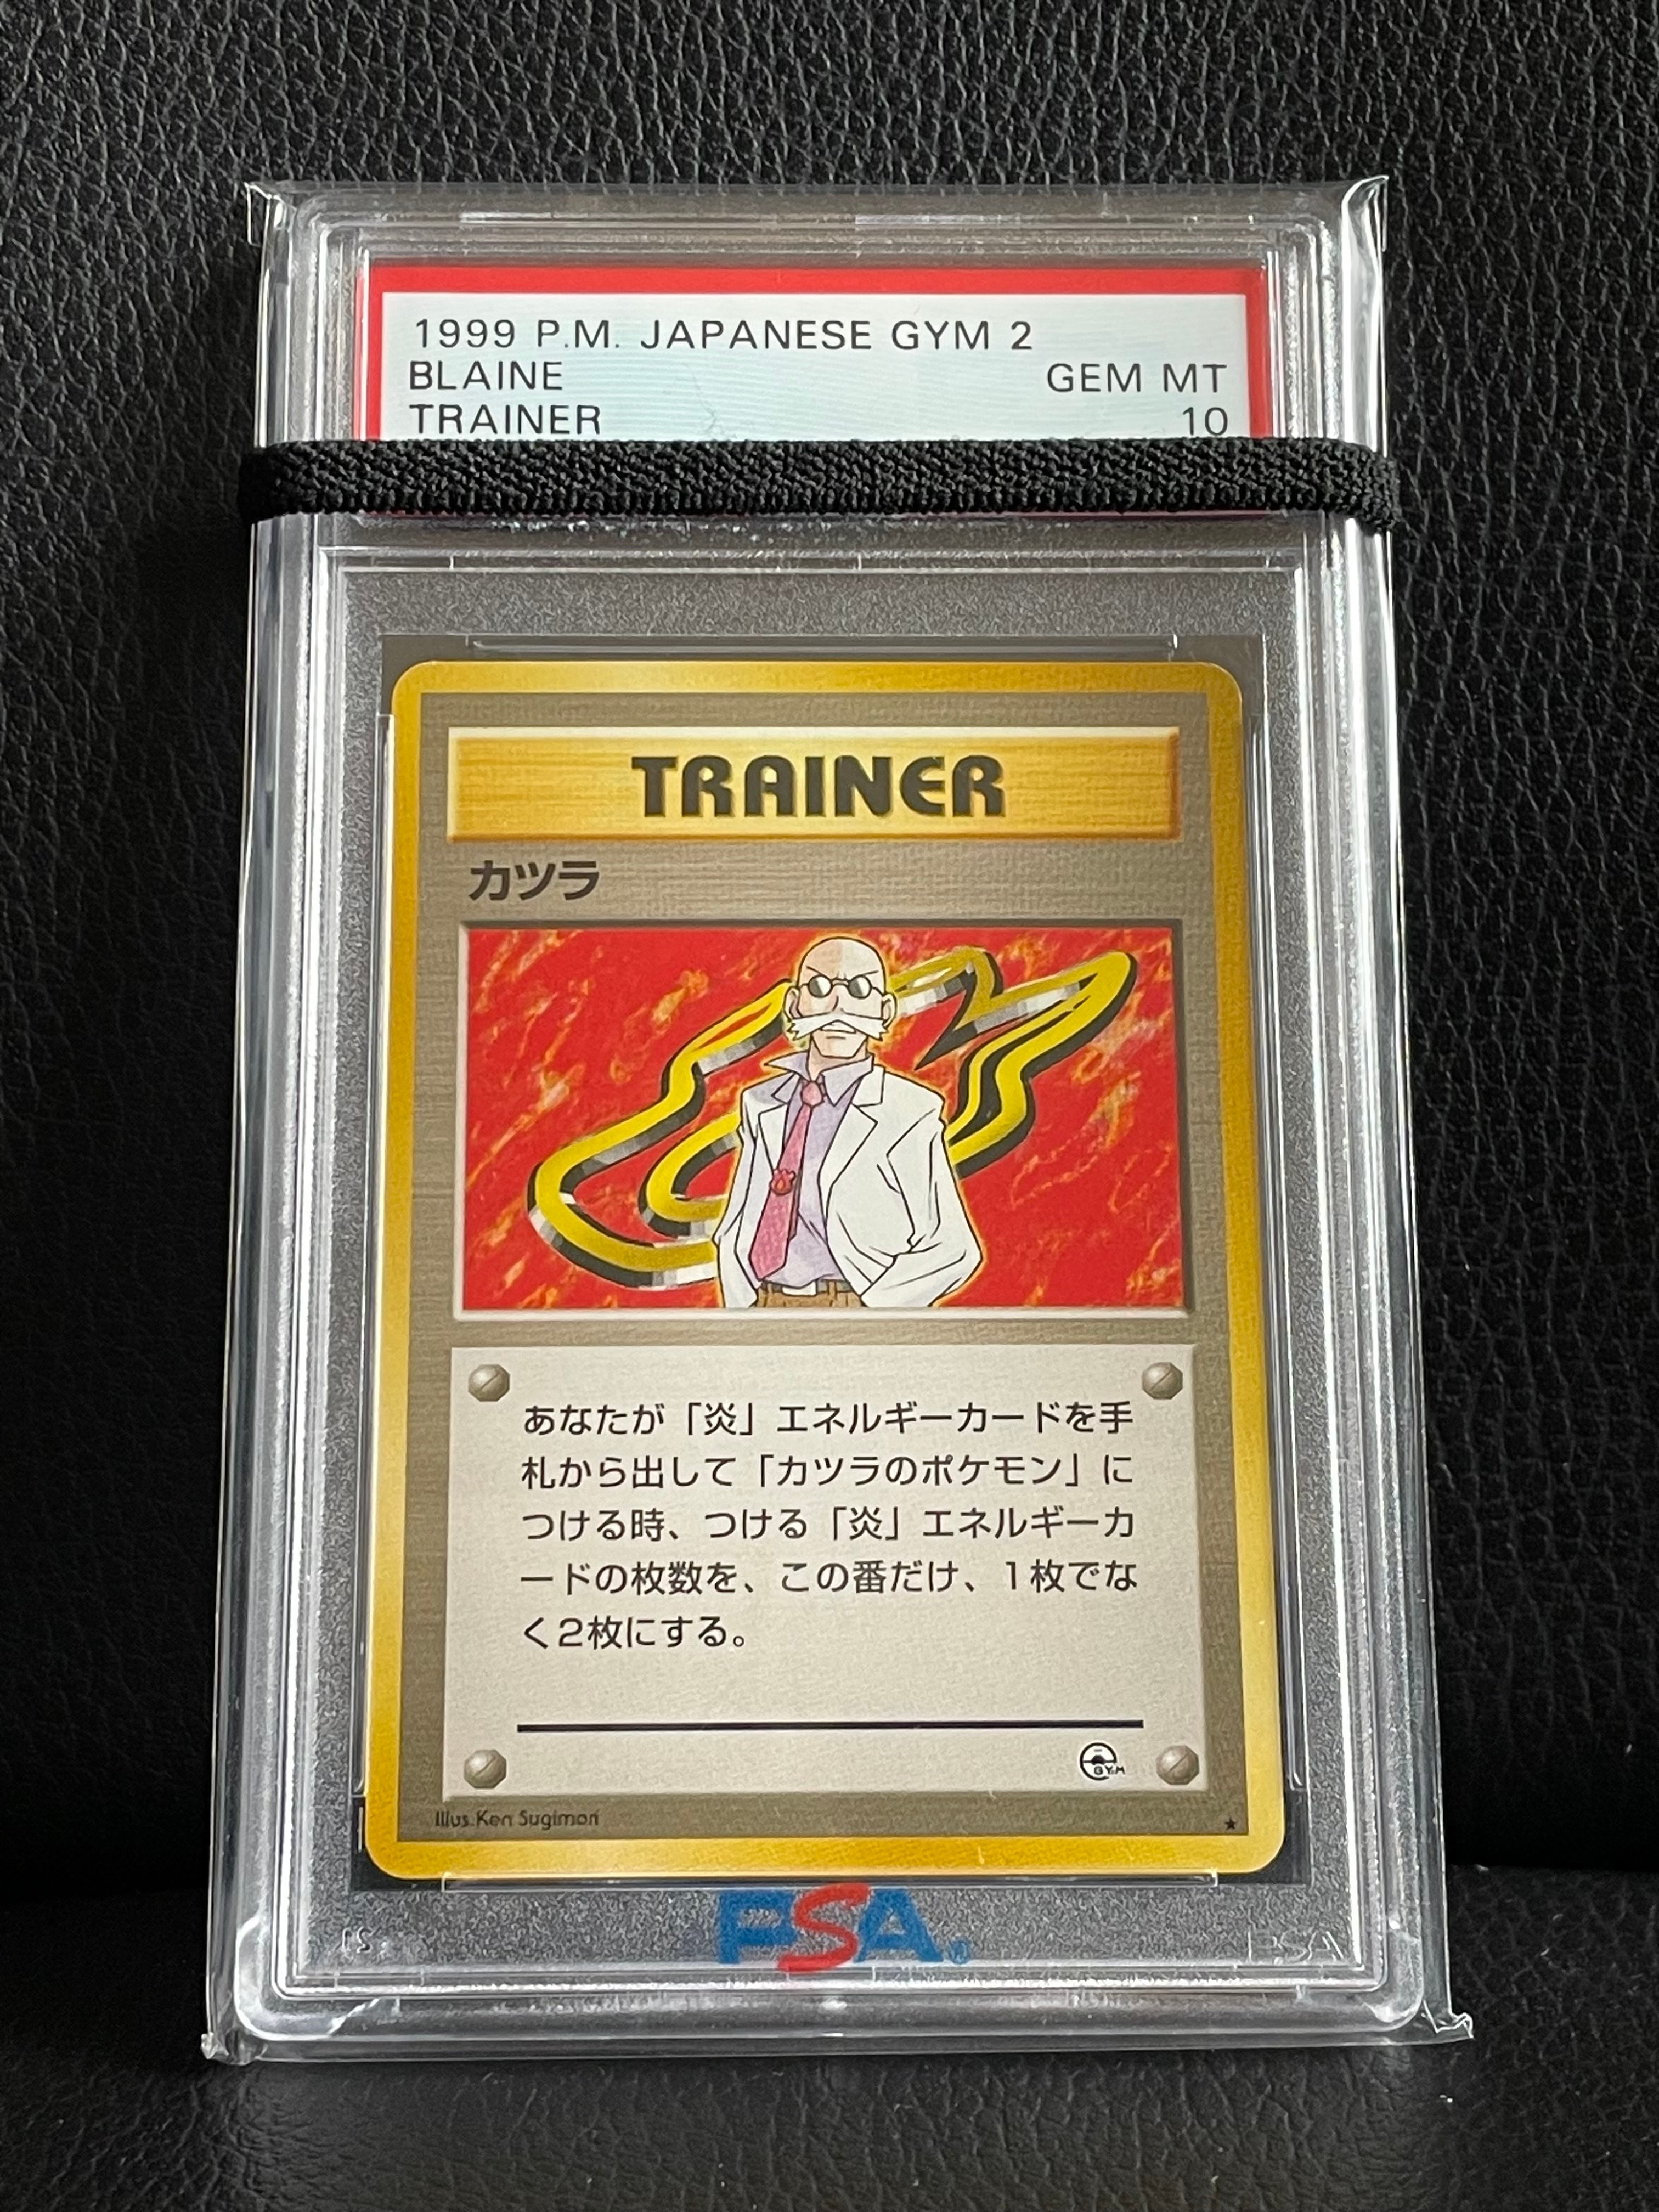 1999 P.M. JAPANESE GYM 2
BLAINE GEM MT
TRAINER 10
TRAINER
カツラ
あなたが「炎」エネルギーカードを手
札から出して「カツラのポケモン」に
つける時、つける「炎」エネルギーカ
ードの枚数を、この番だけ、1枚でな
く2枚にする。
GYM
Illus. Ken Sugimori
★
PSA®
PSA